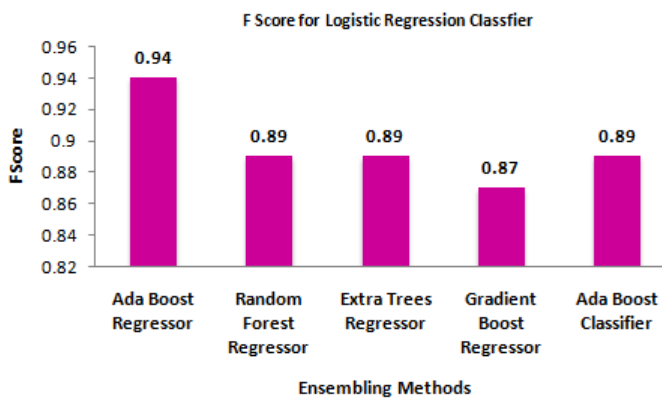 F Score for Logistic Regression Classfier
FScore
0.96
0.94
0.92
0.9
0.88
0.86
0.84
0.82
0.94
0.89
0.89
0.87
0.89
Ada Boost
Regressor
Random
Forest
Regressor
Extra Trees
Regressor
Gradient
Boost
Regressor
Ada Boost
Classifier
Ensembling Methods